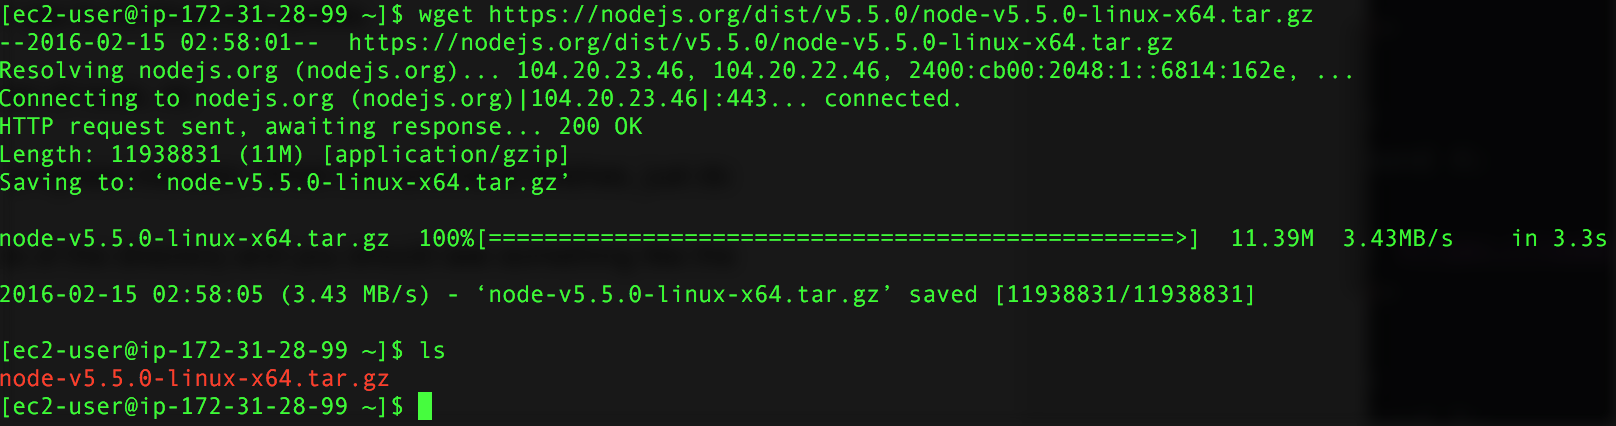 [ec2-user@ip-172-31-28-99 ~]$ wget https://nodejs.org/dist/v5.5.0/node-v5.5.0-linux-x64.tar.gz
--2016-02-15 02:58:01--  https://nodejs.org/dist/v5.5.0/node-v5.5.0-linux-x64.tar.gz
Resolving nodejs.org (nodejs.org)... 104.20.23.46, 104.20.22.46, 2400:cb00:2048:1::6814:162e, ...
Connecting to nodejs.org (nodejs.org)|104.20.23.46|:443... connected.
HTTP request sent, awaiting response... 200 OK
Length: 11938831 (11M) [application/gzip]
Saving to: ‘node-v5.5.0-linux-x64.tar.gz’
node-v5.5.0-linux-x64.tar.gz  100%[=================================================>]  11.39M  3.43MB/s    in 3.3s
2016-02-15 02:58:05 (3.43 MB/s) - ‘node-v5.5.0-linux-x64.tar.gz’ saved [11938831/11938831]
[ec2-user@ip-172-31-28-99 ~]$ ls
node-v5.5.0-linux-x64.tar.gz
[ec2-user@ip-172-31-28-99 ~]$